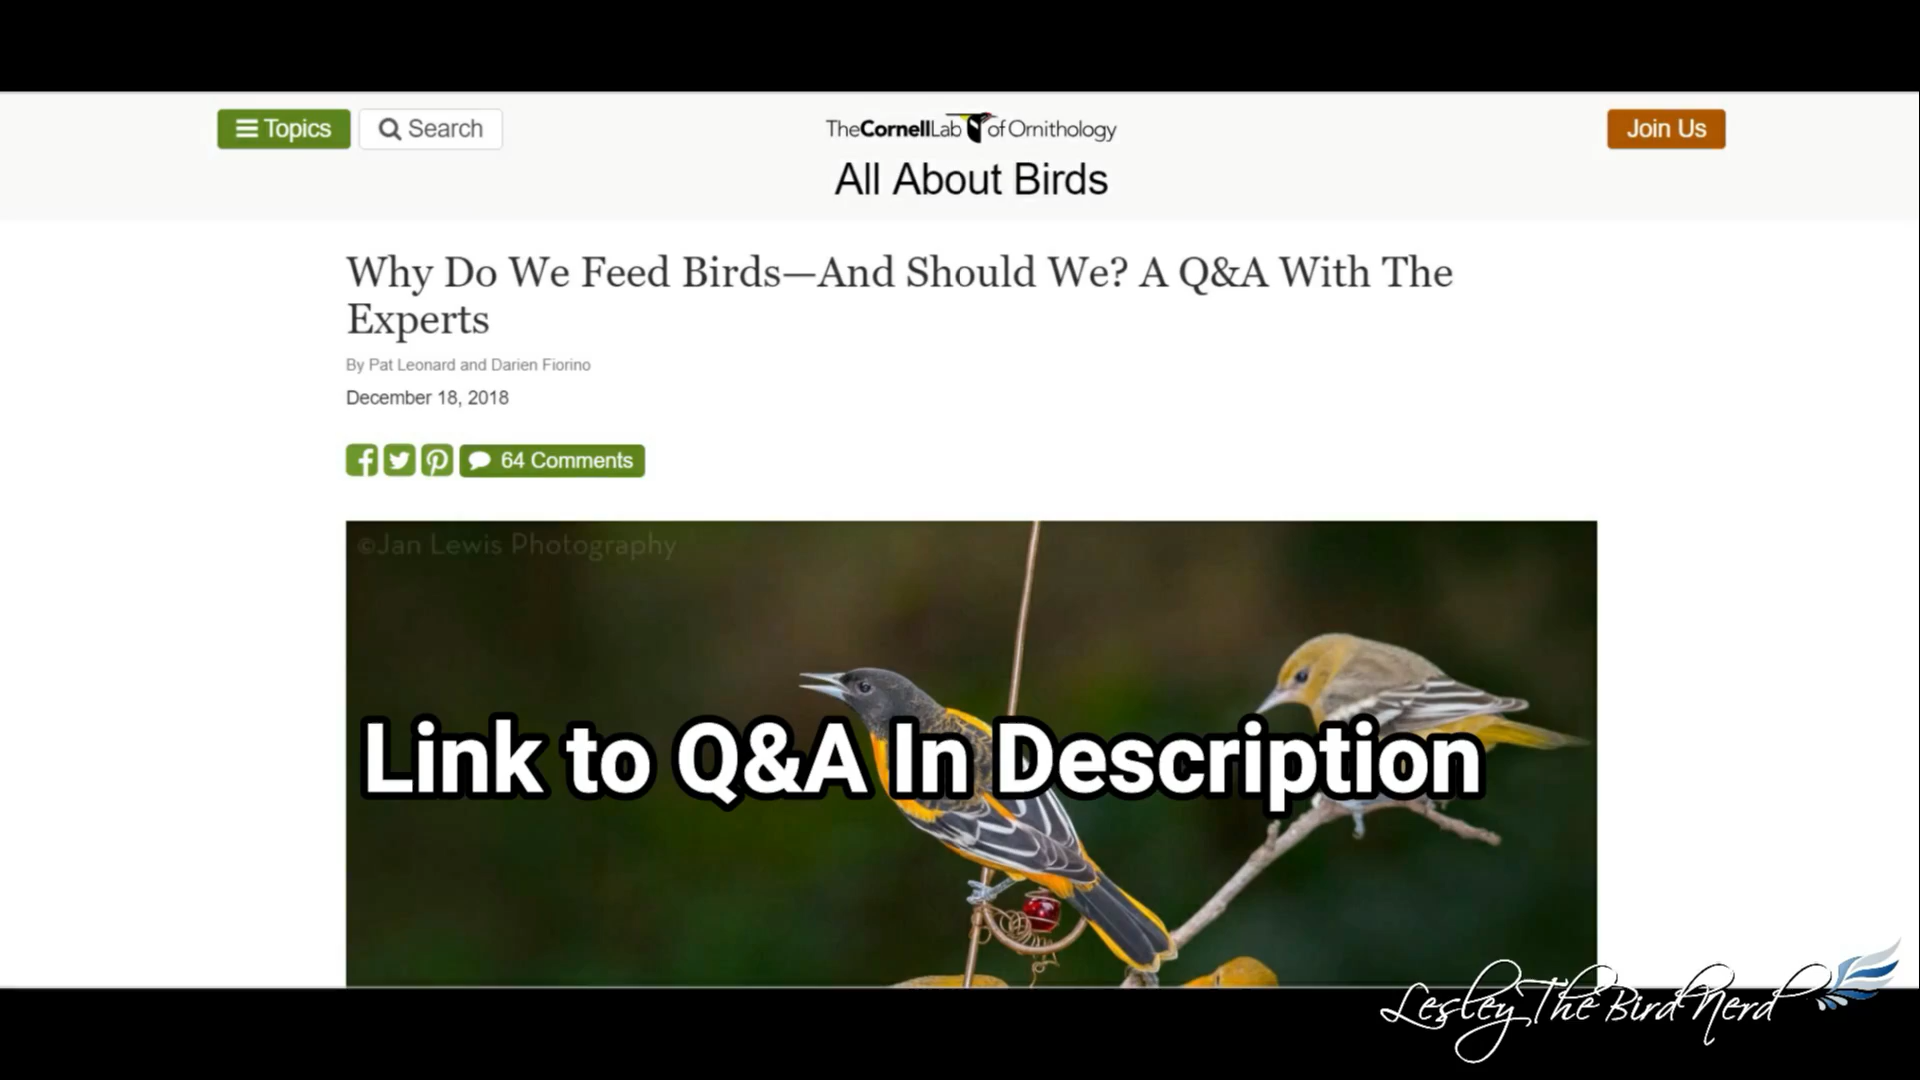 Topics
Search
TheCornellLab of Ornithology
Join Us
All About Birds
Why Do We Feed Birds—And Should We? A Q&A With The
Experts
By Pat Leonard and Darien Fiorino
December 18, 2018
64 Comments
©Jan Lewis Photography
Link to Q&A In Description
Lesley The Bird Nerd